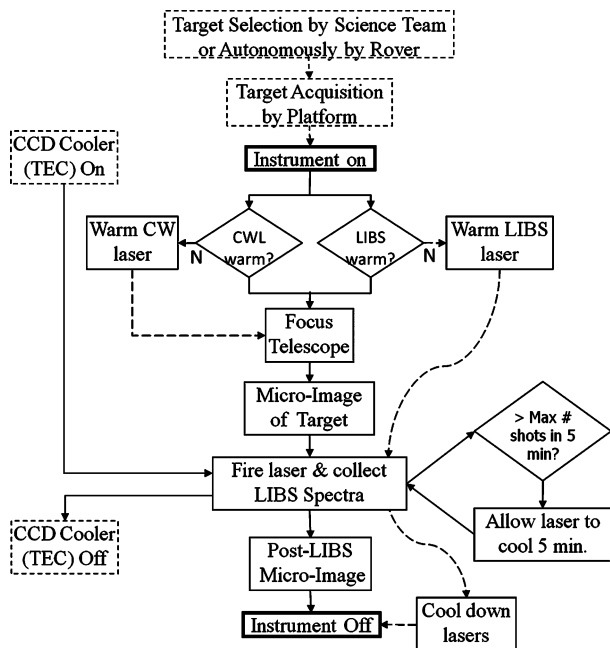 Target Selection by Science Team
or Autonomously by Rover
Target Acquisition
by Platform
CCD Cooler
(TEC) On
Instrument on
Warm CW
laser
N
CWL
warm?
LIBS
warm?
N
Warm LIBS
laser
Focus
Telescope
Micro-Image
of Target
> Max #
shots in 5
min?
Fire laser & collect
LIBS Spectra
Allow laser to
cool 5 min.
CCD Cooler
(TEC) Off
Post-LIBS
Micro-Image
Instrument Off
Cool down
lasers